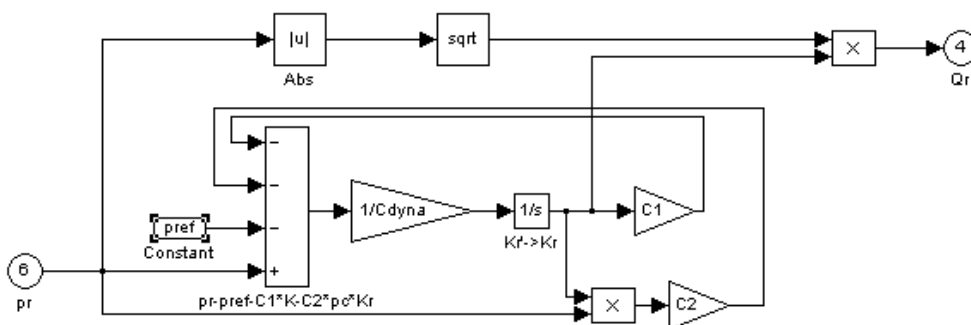 |u|
Abs
sqrt
×
4
Qr
−
−
pref
Constant
−
+
1/Cdyna
1/s
Kr'->Kr
C1
6
pr
pr-pref-C1*K-C2*pc*Kr
×
C2